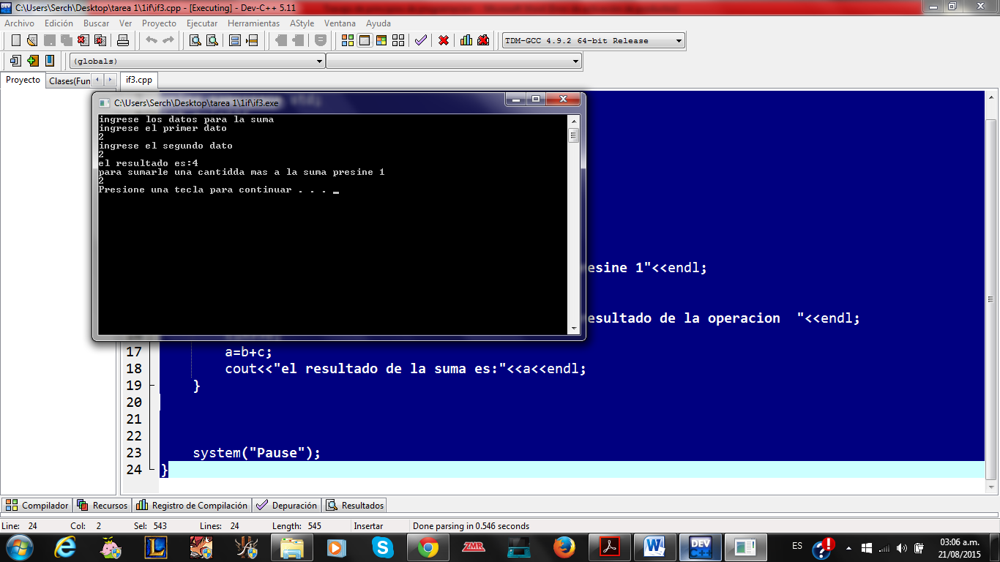 C:\Users\Serch\Desktop\tarea 1\1if\if3.cpp - [Executing] - Dev-C++ 5.11
Archivo Edición Buscar Ver Proyecto Ejecutar Herramientas AStyle Ventana Ayuda
TDM-GCC 4.9.2 64-bit Release
(globals)
Proyecto Clases(Fun if3.cpp
C:\Users\Serch\Desktop\tarea 1\1if\if3.exe
ingrese los datos para la suma
ingrese el primer dato
2
ingrese el segundo dato
2
el resultado es:4
para sumarle una cantidda mas a la suma presine 1
2
Presione una tecla para continuar . . . _
esine 1"<<endl;
esultado de la operacion  "<<endl;
17 a=b+c;
18 cout<<"el resultado de la suma es:"<<a<<endl;
19 }
20
21
22
23 system("Pause");
24 }
Compilador Recursos Registro de Compilación Depuración Resultados
Line: 24 Col: 2 Sel: 543 Lines: 24 Length: 545 Insertar Done parsing in 0.546 seconds
ZMR W DEV C++ ES 03:06 a.m.
21/08/2015